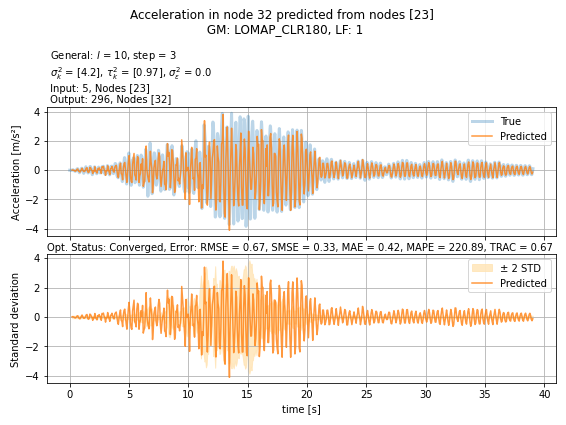 Acceleration in node 32 predicted from nodes [23]
GM: LOMAP_CLR180, LF: 1
General: l = 10, step = 3
σ²ₖ = [4.2], τ²ₖ = [0.97], σ²ε = 0.0
Input: 5, Nodes [23]
Output: 296, Nodes [32]
Acceleration [m/s²]
4
2
0
−2
−4
True
Predicted
Opt. Status: Converged, Error: RMSE = 0.67, SMSE = 0.33, MAE = 0.42, MAPE = 220.89, TRAC = 0.67
Standard deviation
4
2
0
−2
−4
± 2 STD
Predicted
0 5 10 15 20 25 30 35 40
time [s]